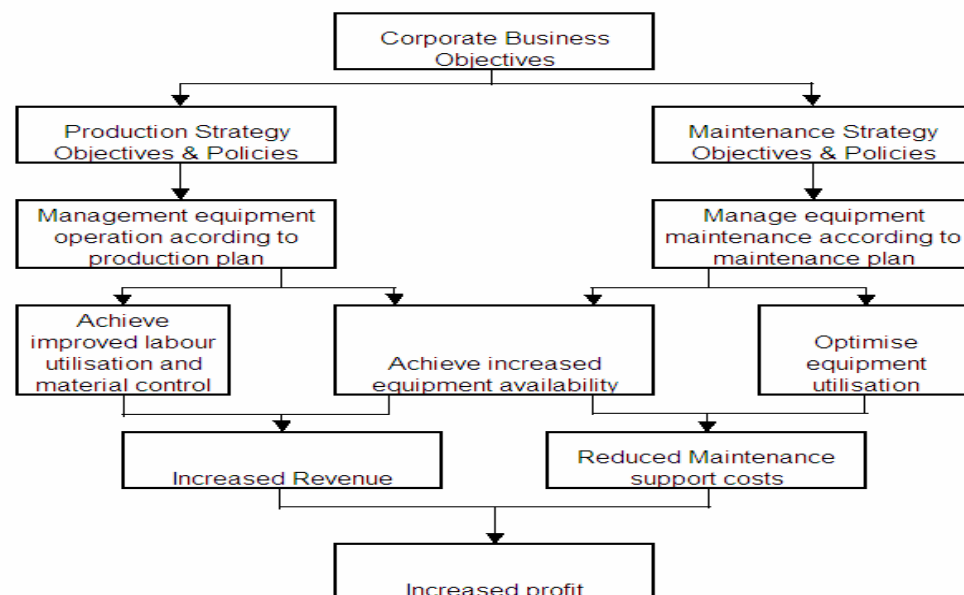 Corporate Business
Objectives
Production Strategy
Objectives & Policies
Maintenance Strategy
Objectives & Policies
Management equipment
operation acording to
production plan
Manage equipment
maintenance according to
maintenance plan
Achieve
improved labour
utilisation and
material control
Achieve increased
equipment availability
Optimise
equipment
utilisation
Increased Revenue
Reduced Maintenance
support costs
Increased profit